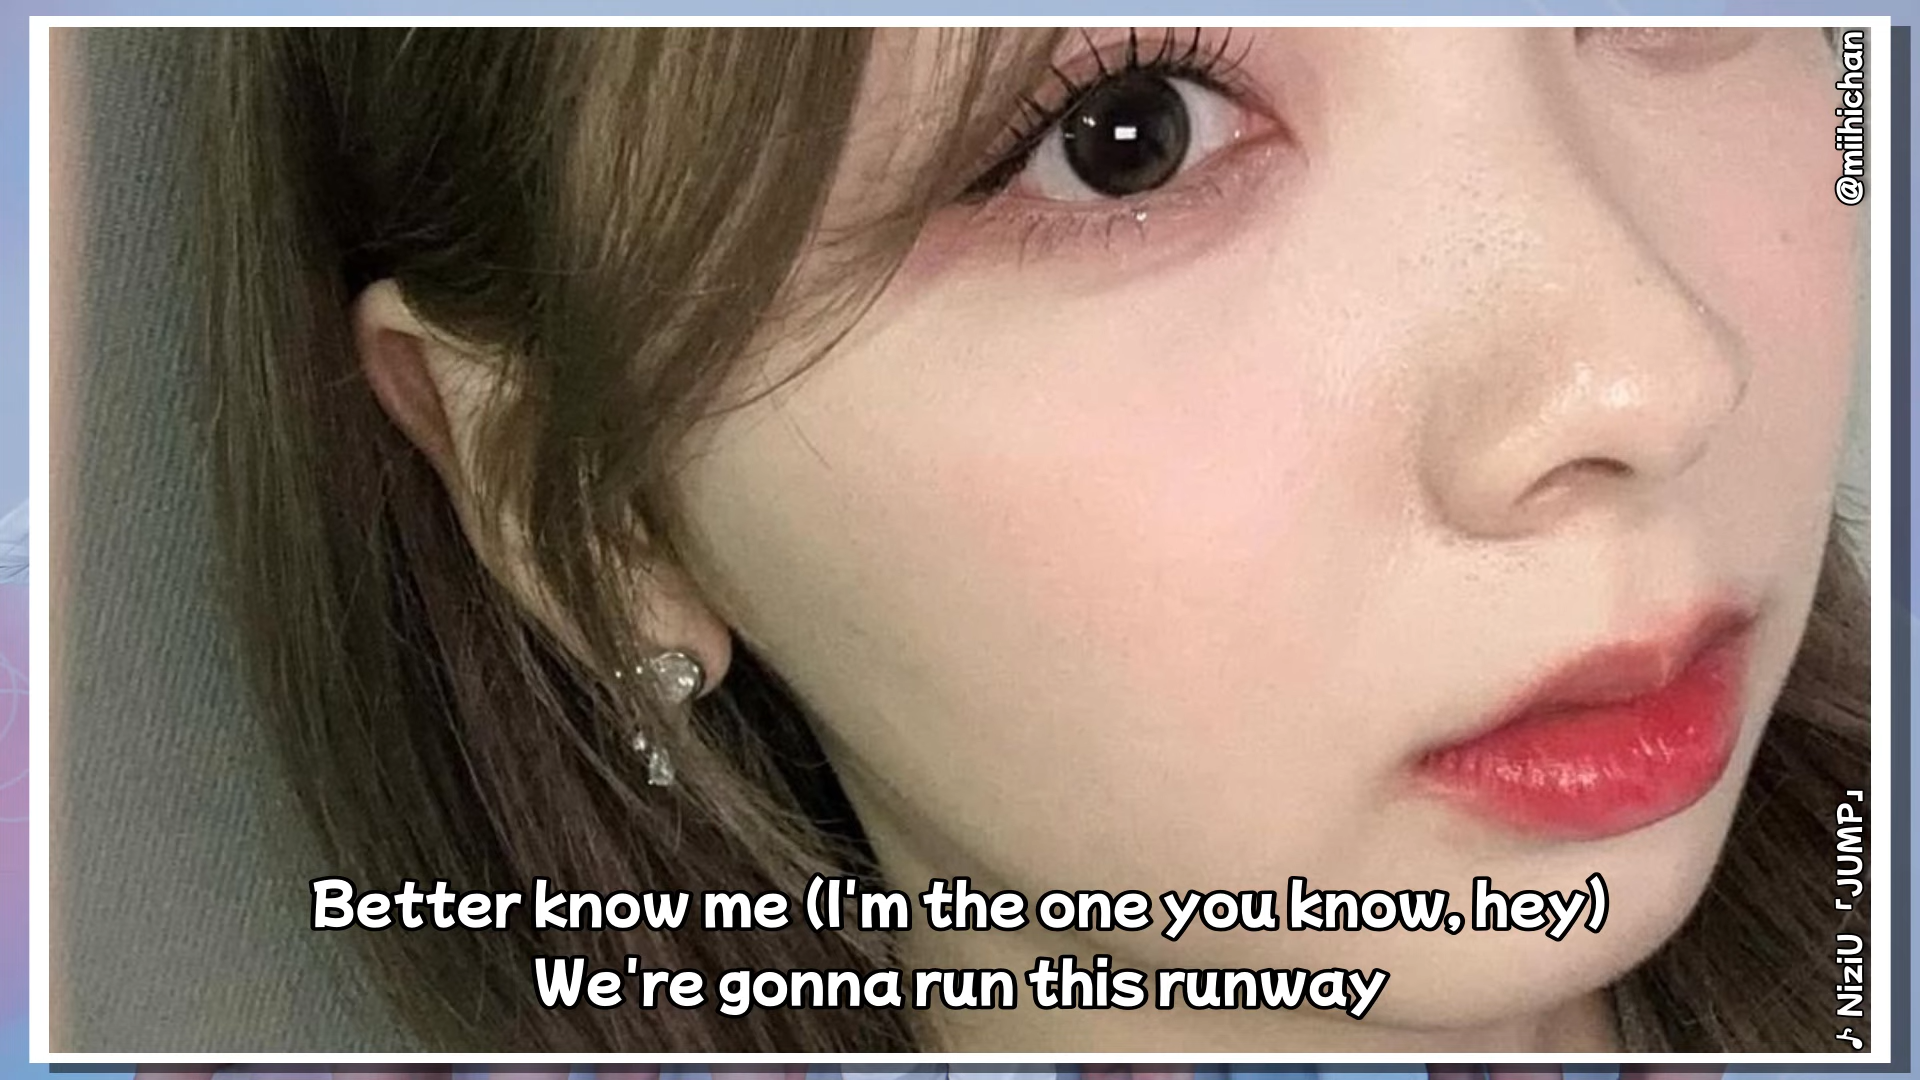 @miihichan
Better know me (I'm the one you know, hey)
We're gonna run this runway
♪ NiziU 「JUMP」